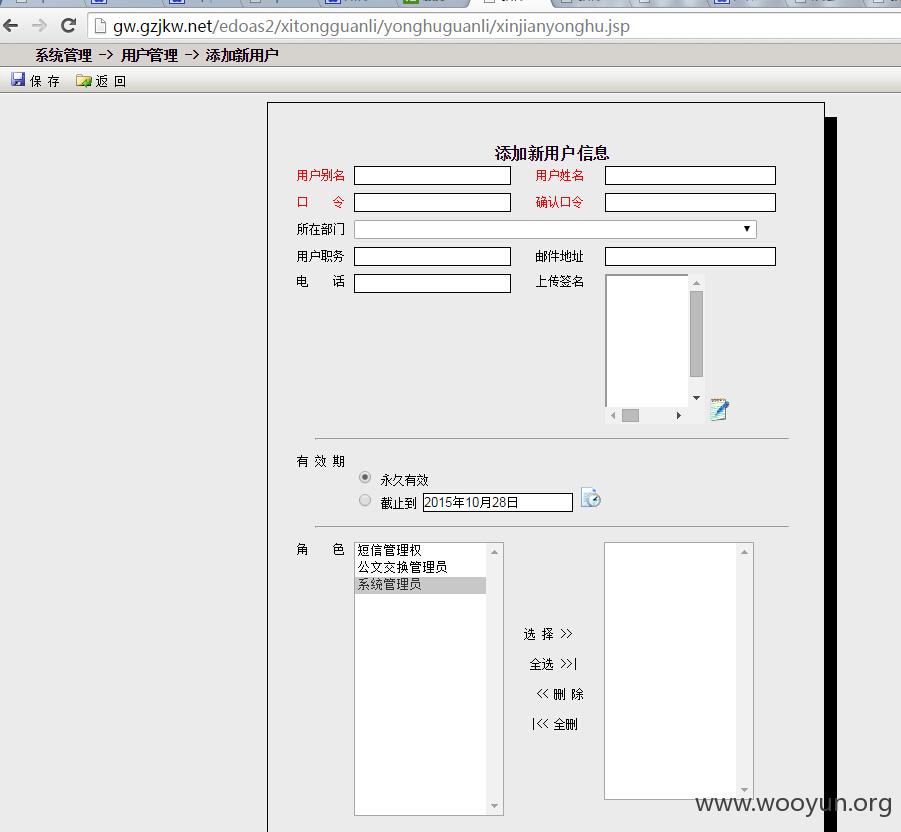 gw.gzjkw.net/edoas2/xitongguanli/yonghuguanli/xinjianyonghu.jsp
系统管理 -> 用户管理 -> 添加新用户
保 存 返 回
添加新用户信息
用户别名 用户姓名
口 令 确认口令
所在部门
用户职务 邮件地址
电 话 上传签名
有 效 期
永久有效
截止到 2015年10月28日
角 色 短信管理权
公文交换管理员
系统管理员
选 择 >>
全选 >>|
<< 删 除
|<< 全删
www.wooyun.org